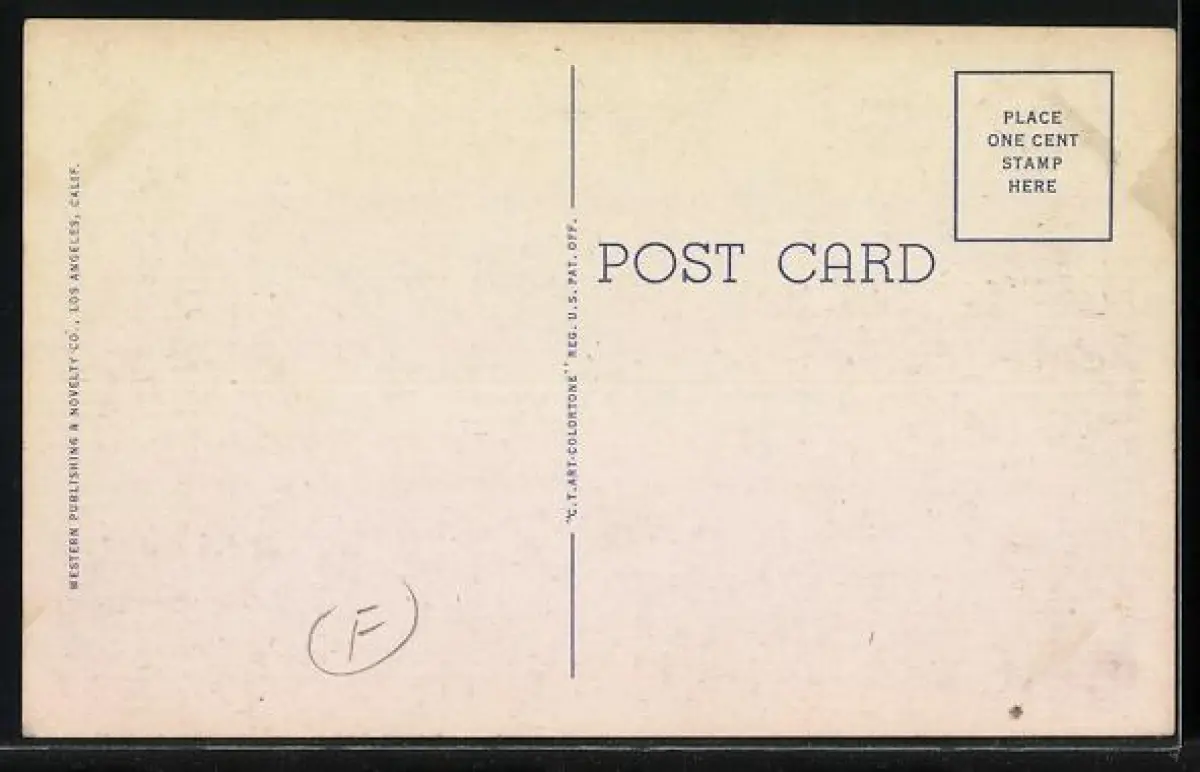 WESTERN PUBLISHING & NOVELTY CO., LOS ANGELES, CALIF.
"C. T. ART-COLORTONE" REG. U.S. PAT. OFF.
POST CARD
PLACE
ONE CENT
STAMP
HERE
F